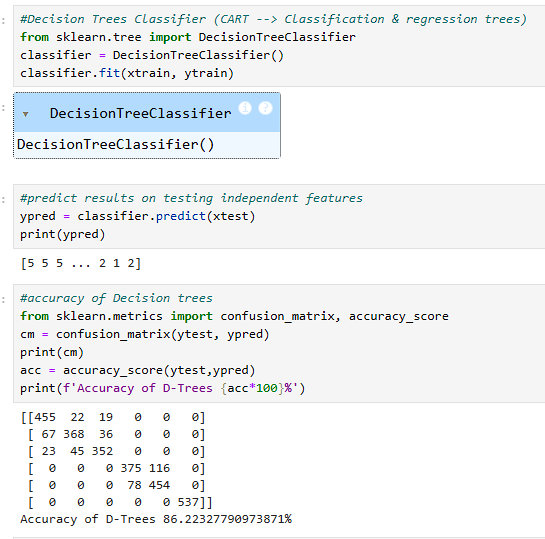 #Decision Trees Classifier (CART --> Classification & regression trees)
from sklearn.tree import DecisionTreeClassifier
classifier = DecisionTreeClassifier()
classifier.fit(xtrain, ytrain)
DecisionTreeClassifier i ?
DecisionTreeClassifier()
#predict results on testing independent features
ypred = classifier.predict(xtest)
print(ypred)
[5 5 5 ... 2 1 2]
#accuracy of Decision trees
from sklearn.metrics import confusion_matrix, accuracy_score
cm = confusion_matrix(ytest, ypred)
print(cm)
acc = accuracy_score(ytest,ypred)
print(f'Accuracy of D-Trees {acc*100}%')
[[455  22  19   0   0   0]
 [ 67 368  36   0   0   0]
 [ 23  45 352   0   0   0]
 [  0   0   0 375 116   0]
 [  0   0   0  78 454   0]
 [  0   0   0   0   0 537]]
Accuracy of D-Trees 86.22327790973871%